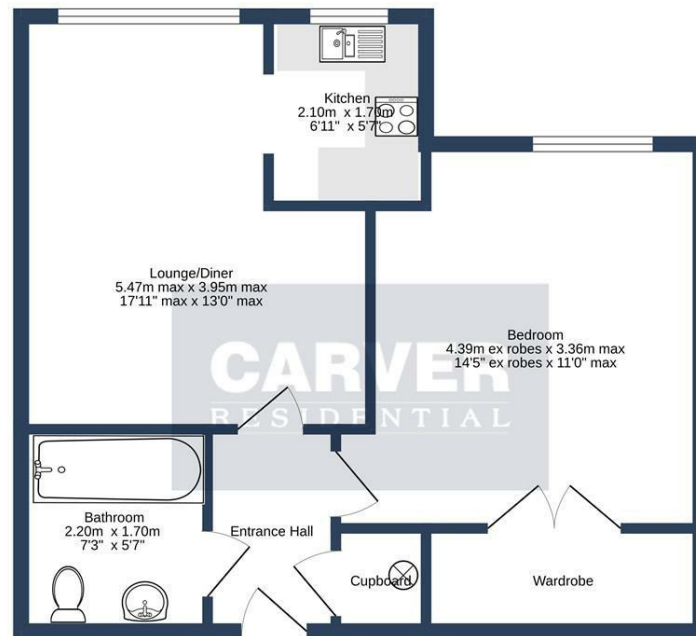 Kitchen
2.10m x 1.70m
6'11" x 5'7"
Lounge/Diner
5.47m max x 3.95m max
17'11" max x 13'0" max
Bedroom
4.39m ex robes x 3.36m max
14'5" ex robes x 11'0" max
CARVER
RESIDENTIAL
Bathroom
2.20m x 1.70m
7'3" x 5'7"
Entrance Hall
Cupboard
Wardrobe